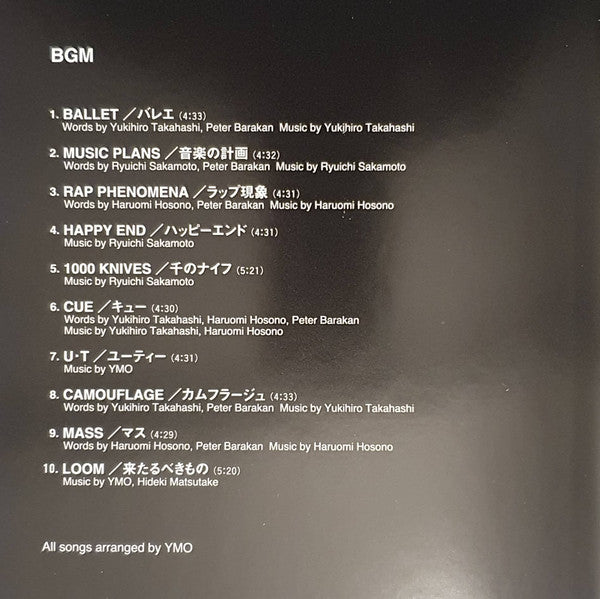 BGM
1. BALLET／バレエ (4:33)
Words by Yukihiro Takahashi, Peter Barakan Music by Yukihiro Takahashi
2. MUSIC PLANS／音楽の計画 (4:32)
Words by Ryuichi Sakamoto, Peter Barakan Music by Ryuichi Sakamoto
3. RAP PHENOMENA／ラップ現象 (4:31)
Words by Haruomi Hosono, Peter Barakan Music by Haruomi Hosono
4. HAPPY END／ハッピーエンド (4:31)
Music by Ryuichi Sakamoto
5. 1000 KNIVES／千のナイフ (5:21)
Music by Ryuichi Sakamoto
6. CUE／キュー (4:30)
Words by Yukihiro Takahashi, Haruomi Hosono, Peter Barakan
Music by Yukihiro Takahashi, Haruomi Hosono
7. U・T／ユーティー (4:31)
Music by YMO
8. CAMOUFLAGE／カムフラージュ (4:33)
Words by Yukihiro Takahashi, Peter Barakan Music by Yukihiro Takahashi
9. MASS／マス (4:29)
Words by Haruomi Hosono, Peter Barakan Music by Haruomi Hosono
10. LOOM／来たるべきもの (5:20)
Music by YMO, Hideki Matsutake
All songs arranged by YMO